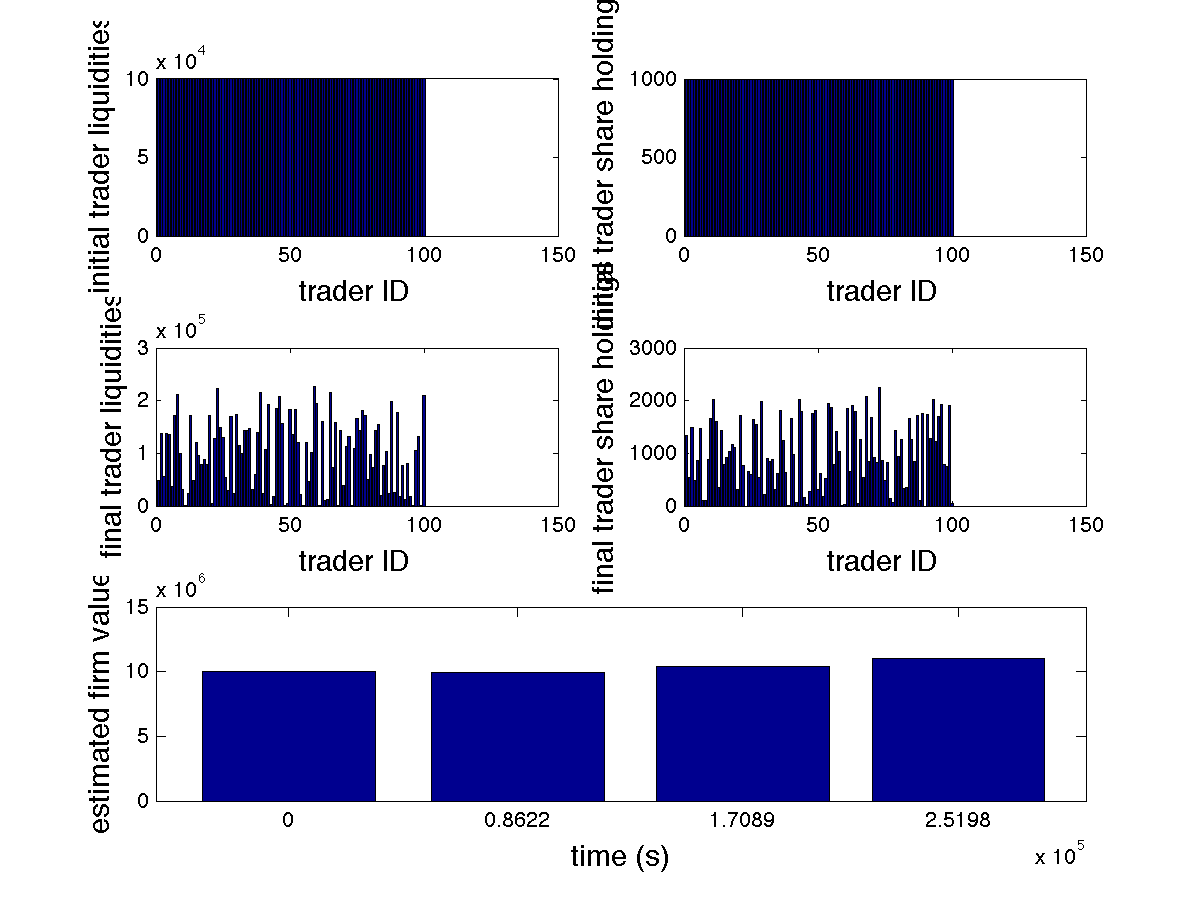 initial trader liquidities
x 10^4
10
5
0
0 50 100 150
trader ID
trader share holding
1000
500
0
0 50 100 150
trader ID
final trader liquidities
x 10^5
3
2
1
0
0 50 100 150
trader ID
final trader share holdings
3000
2000
1000
0
0 50 100 150
trader ID
estimated firm value
x 10^6
15
10
5
0
0 0.8622 1.7089 2.5198
time (s)
x 10^5